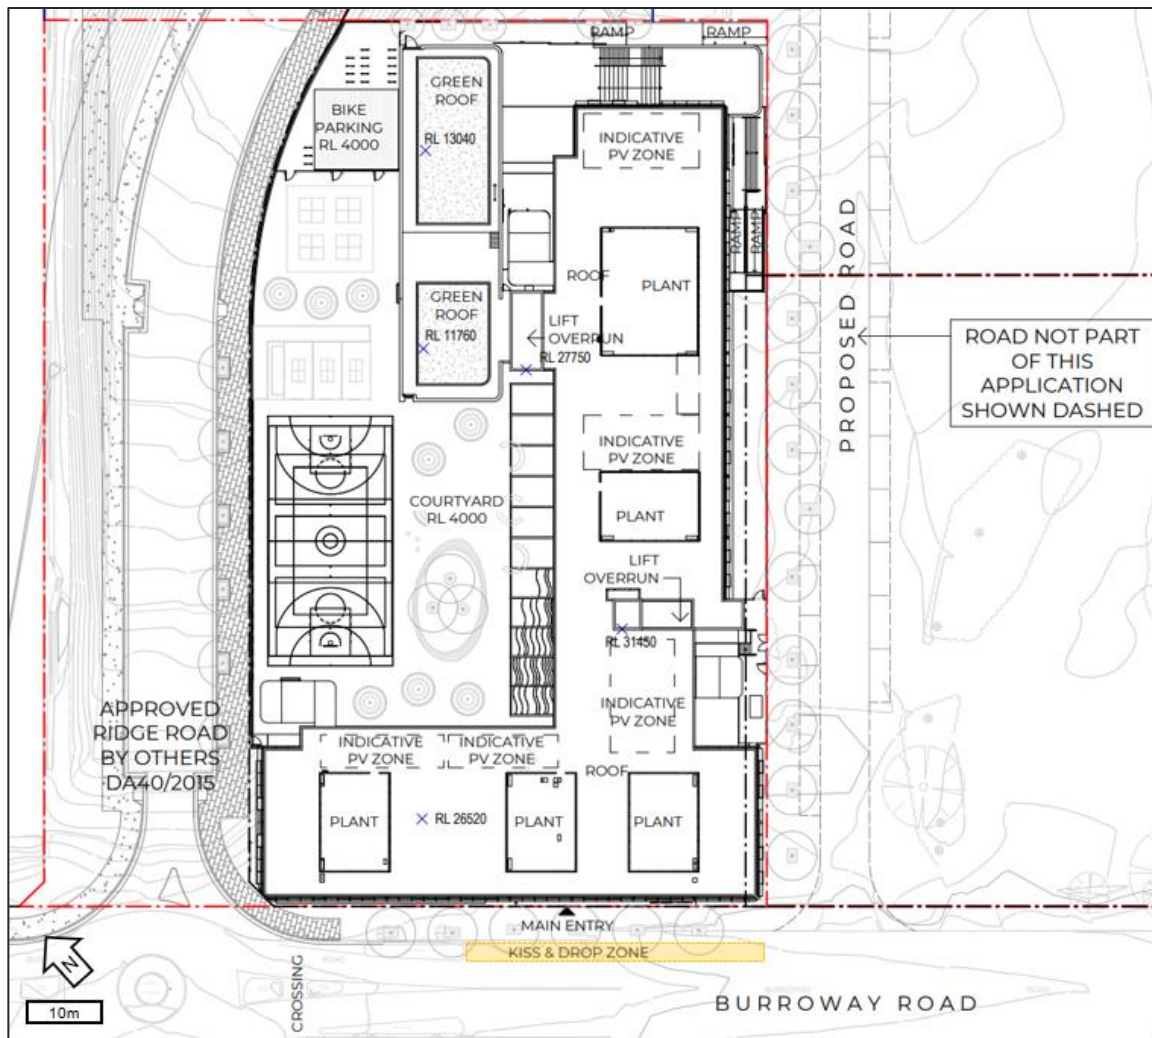 RAMP
RAMP
GREEN
ROOF
RL 13040
BIKE
PARKING
RL 4000
INDICATIVE
PV ZONE
RAMP
RAMP
PROPOSED ROAD
ROOF
PLANT
GREEN
ROOF
RL 11760
LIFT
OVERRUN
RL 27750
ROAD NOT PART
OF THIS
APPLICATION
SHOWN DASHED
INDICATIVE
PV ZONE
COURTYARD
RL 4000
PLANT
LIFT
OVERRUN
RL 31450
INDICATIVE
PV ZONE
APPROVED
RIDGE ROAD
BY OTHERS
DA40/2015
INDICATIVE
PV ZONE
INDICATIVE
PV ZONE
ROOF
PLANT
RL 26520
PLANT
PLANT
MAIN ENTRY
KISS & DROP ZONE
N
10m
CROSSING
BURROWAY ROAD